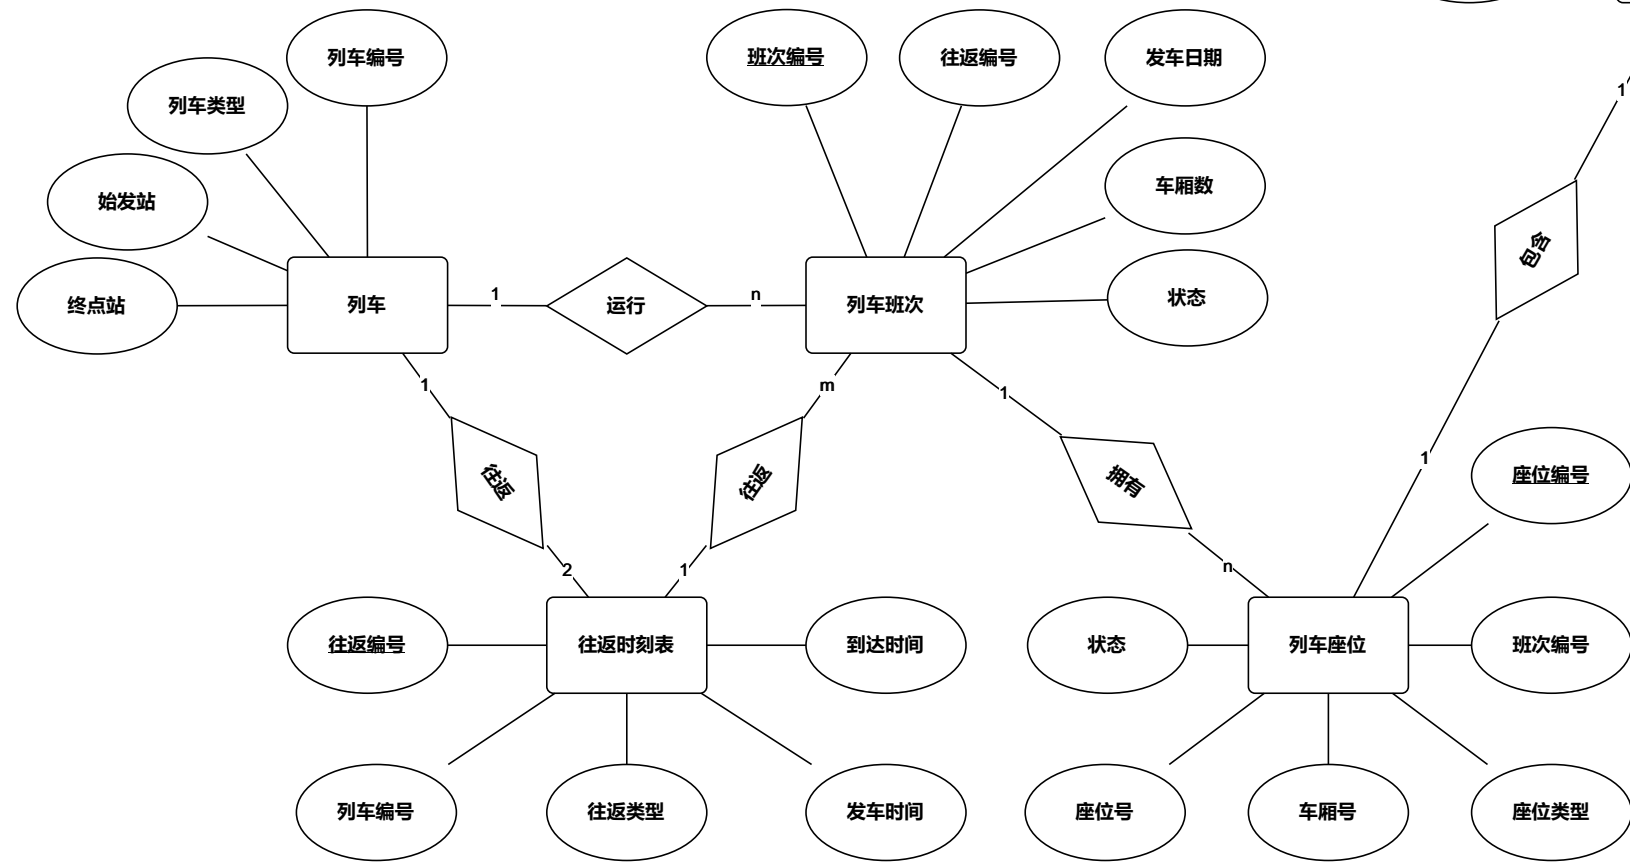 列车编号
班次编号
往返编号
发车日期
列车类型
1
始发站
车厢数
包含
终点站
列车
1
运行
n
列车班次
状态
1
m
1
往返
往返
拥有
1
座位编号
2
1
n
往返编号
往返时刻表
到达时间
状态
列车座位
班次编号
列车编号
往返类型
发车时间
座位号
车厢号
座位类型